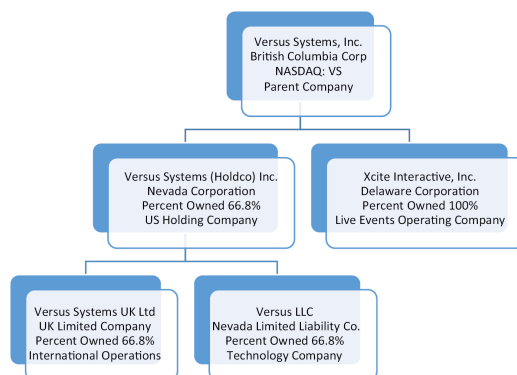 Versus Systems, Inc.
British Columbia Corp
NASDAQ: VS
Parent Company
Versus Systems (Holdco) Inc.
Nevada Corporation
Percent Owned 66.8%
US Holding Company
Xcite Interactive, Inc.
Delaware Corporation
Percent Owned 100%
Live Events Operating Company
Versus Systems UK Ltd
UK Limited Company
Percent Owned 66.8%
International Operations
Versus LLC
Nevada Limited Liability Co.
Percent Owned 66.8%
Technology Company